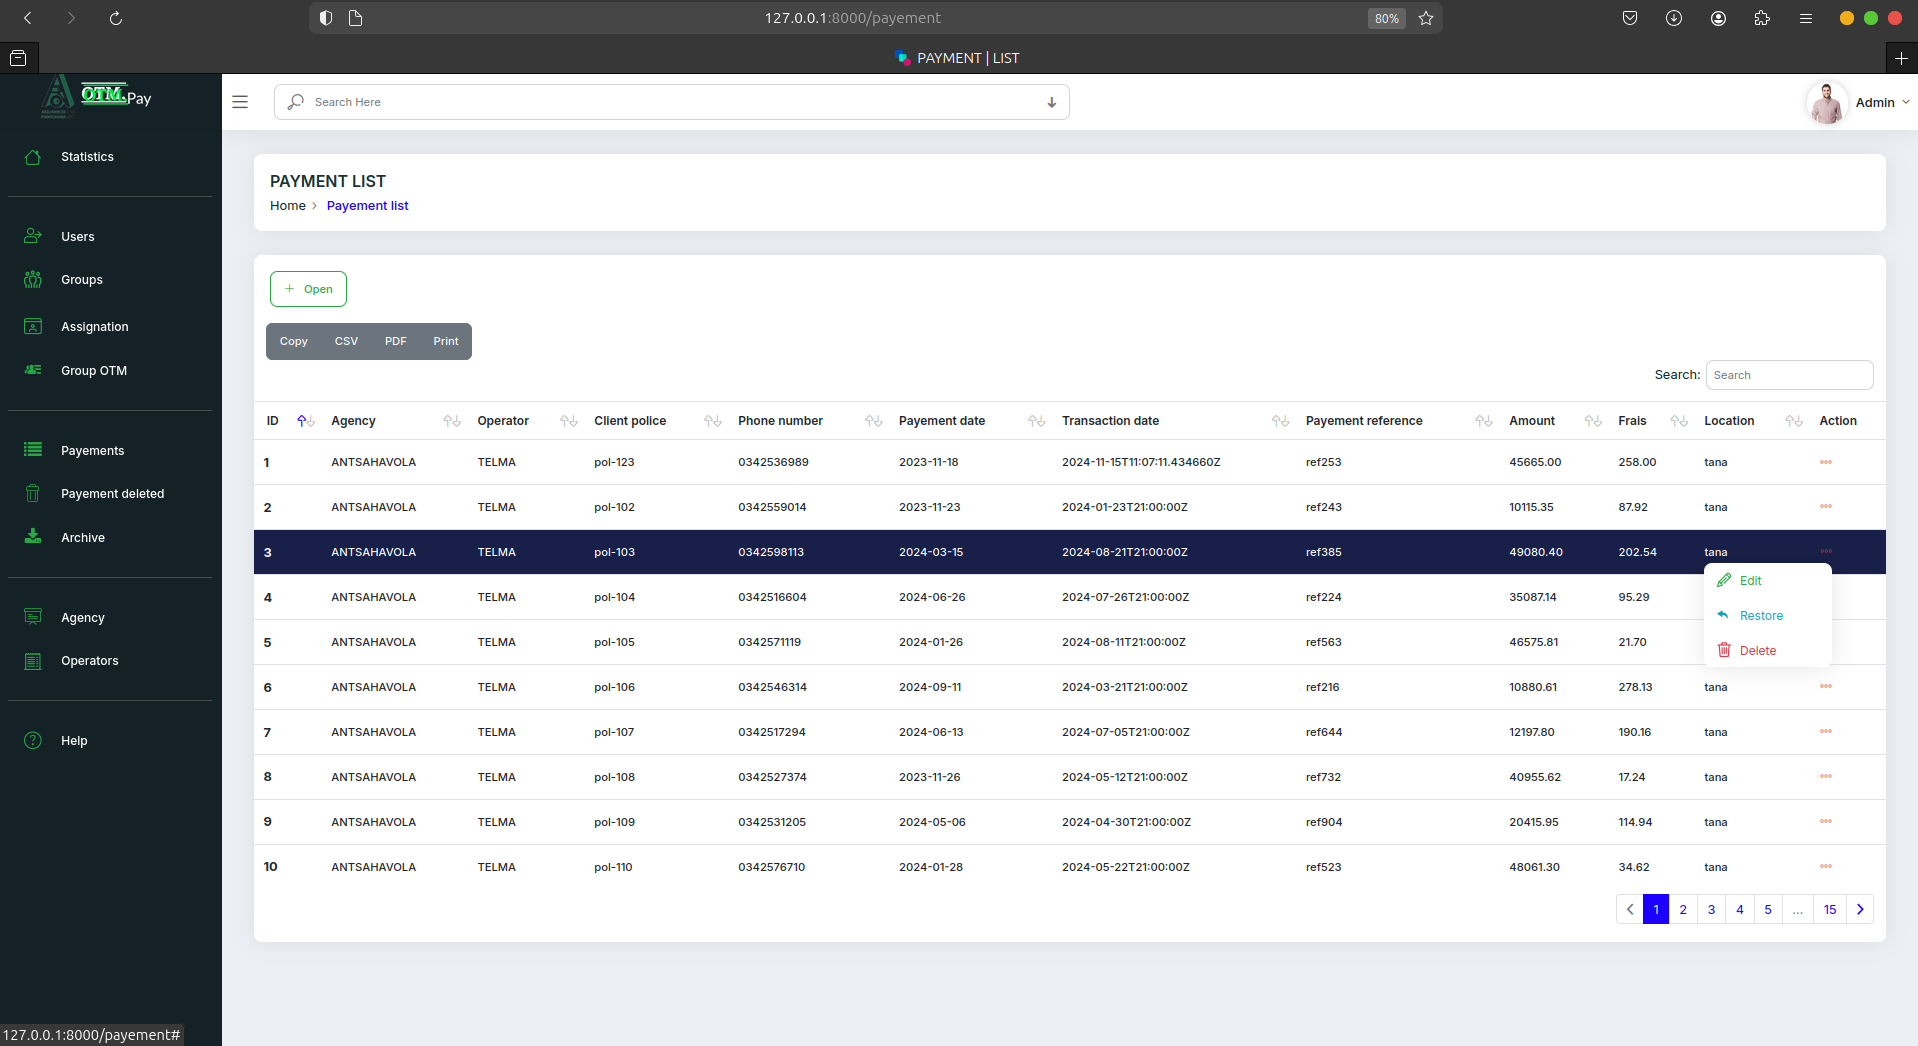 127.0.0.1:8000/payement 80%
PAYMENT | LIST
OTM.Pay
Search Here
Admin
Statistics
Users
Groups
Assignation
Group OTM
Payements
Payement deleted
Archive
Agency
Operators
Help
PAYMENT LIST
Home > Payement list
+ Open
Copy CSV PDF Print
Search: Search
ID Agency Operator Client police Phone number Payement date Transaction date Payement reference Amount Frais Location Action
1 ANTSAHAVOLA TELMA pol-123 0342536989 2023-11-18 2024-11-15T11:07:11.434660Z ref253 45665.00 258.00 tana
2 ANTSAHAVOLA TELMA pol-102 0342559014 2023-11-23 2024-01-23T21:00:00Z ref243 10115.35 87.92 tana
3 ANTSAHAVOLA TELMA pol-103 0342598113 2024-03-15 2024-08-21T21:00:00Z ref385 49080.40 202.54 tana
4 ANTSAHAVOLA TELMA pol-104 0342516604 2024-06-26 2024-07-26T21:00:00Z ref224 35087.14 95.29
5 ANTSAHAVOLA TELMA pol-105 0342571119 2024-01-26 2024-08-11T21:00:00Z ref563 46575.81 21.70
Edit
Restore
Delete
6 ANTSAHAVOLA TELMA pol-106 0342546314 2024-09-11 2024-03-21T21:00:00Z ref216 10880.61 278.13 tana
7 ANTSAHAVOLA TELMA pol-107 0342517294 2024-06-13 2024-07-05T21:00:00Z ref644 12197.80 190.16 tana
8 ANTSAHAVOLA TELMA pol-108 0342527374 2023-11-26 2024-05-12T21:00:00Z ref732 40955.62 17.24 tana
9 ANTSAHAVOLA TELMA pol-109 0342531205 2024-05-06 2024-04-30T21:00:00Z ref904 20415.95 114.94 tana
10 ANTSAHAVOLA TELMA pol-110 0342576710 2024-01-28 2024-05-22T21:00:00Z ref523 48061.30 34.62 tana
1 2 3 4 5 ... 15
127.0.0.1:8000/payement#